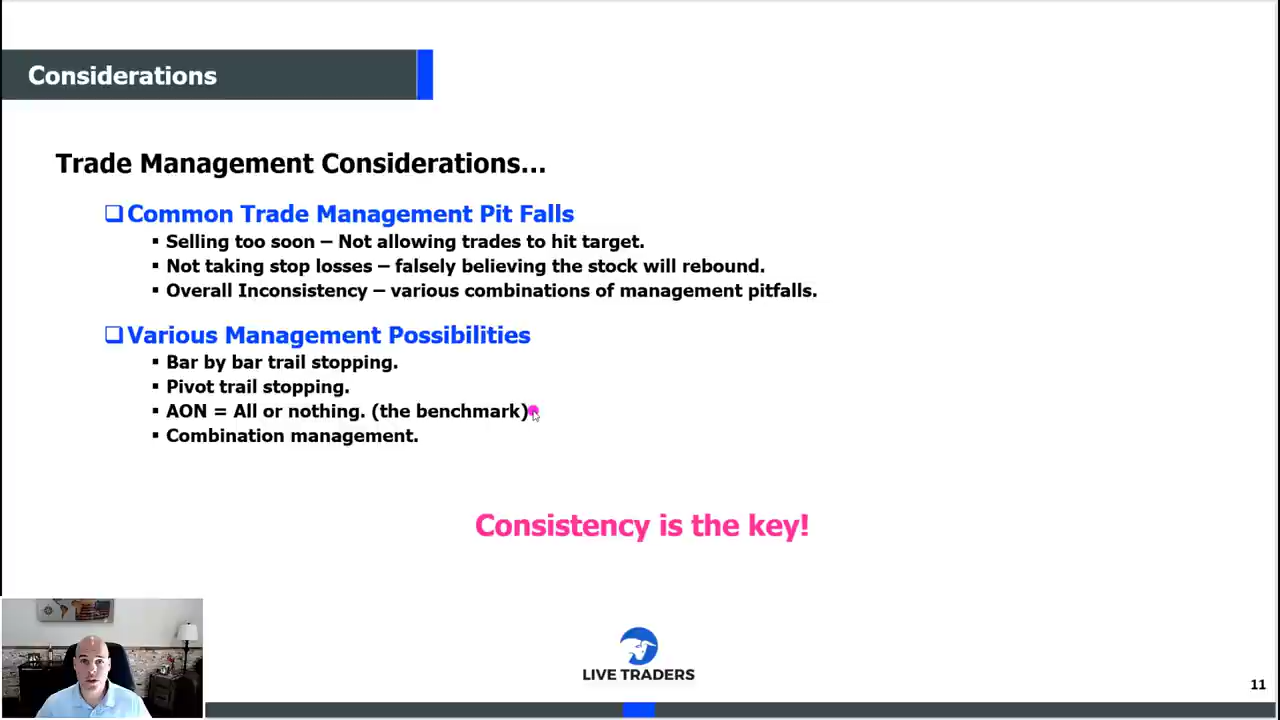 Considerations
Trade Management Considerations...
Common Trade Management Pit Falls
Selling too soon – Not allowing trades to hit target.
Not taking stop losses – falsely believing the stock will rebound.
Overall Inconsistency – various combinations of management pitfalls.
Various Management Possibilities
Bar by bar trail stopping.
Pivot trail stopping.
AON = All or nothing. (the benchmark)
Combination management.
Consistency is the key!
LIVE TRADERS
11